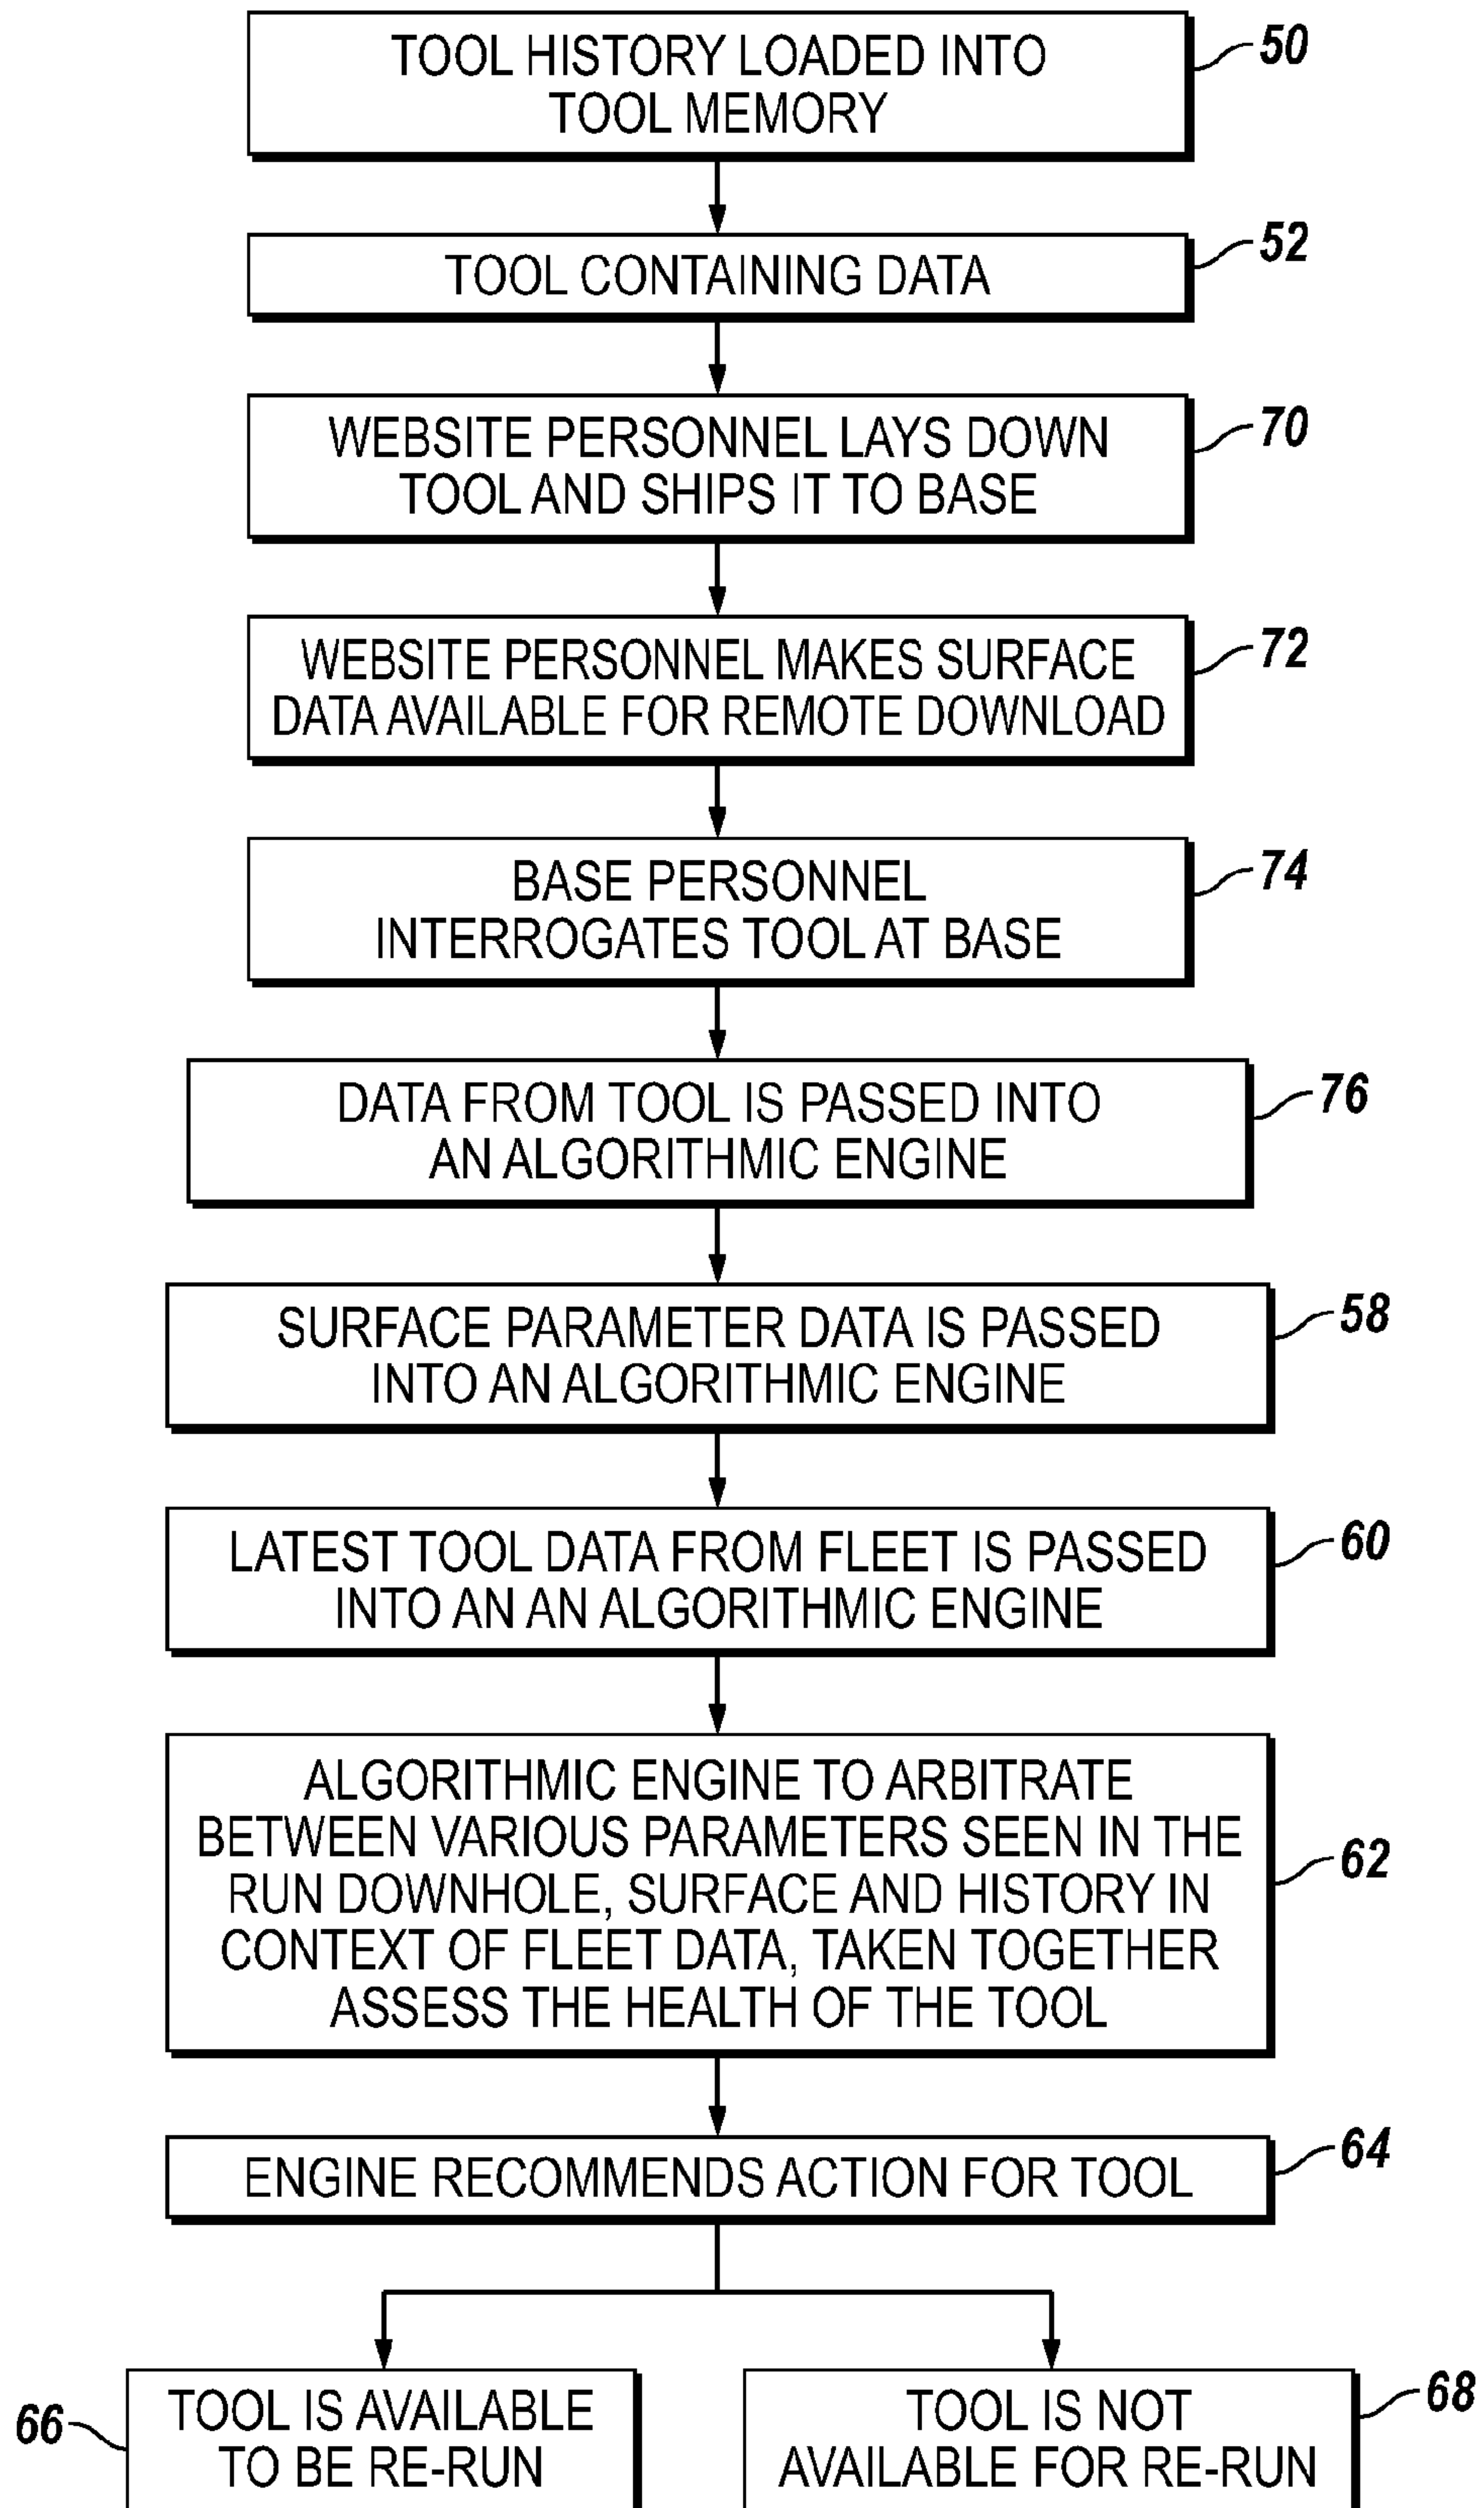 TOOL HISTORY LOADED INTO
TOOL MEMORY
50
TOOL CONTAINING DATA
52
WEBSITE PERSONNEL LAYS DOWN
TOOL AND SHIPS IT TO BASE
70
WEBSITE PERSONNEL MAKES SURFACE
DATA AVAILABLE FOR REMOTE DOWNLOAD
72
BASE PERSONNEL
INTERROGATES TOOL AT BASE
74
DATA FROM TOOL IS PASSED INTO
AN ALGORITHMIC ENGINE
76
SURFACE PARAMETER DATA IS PASSED
INTO AN ALGORITHMIC ENGINE
58
LATEST TOOL DATA FROM FLEET IS PASSED
INTO AN AN ALGORITHMIC ENGINE
60
ALGORITHMIC ENGINE TO ARBITRATE
BETWEEN VARIOUS PARAMETERS SEEN IN THE
RUN DOWNHOLE, SURFACE AND HISTORY IN
CONTEXT OF FLEET DATA, TAKEN TOGETHER
ASSESS THE HEALTH OF THE TOOL
62
ENGINE RECOMMENDS ACTION FOR TOOL
64
66
TOOL IS AVAILABLE
TO BE RE-RUN
TOOL IS NOT
AVAILABLE FOR RE-RUN
68